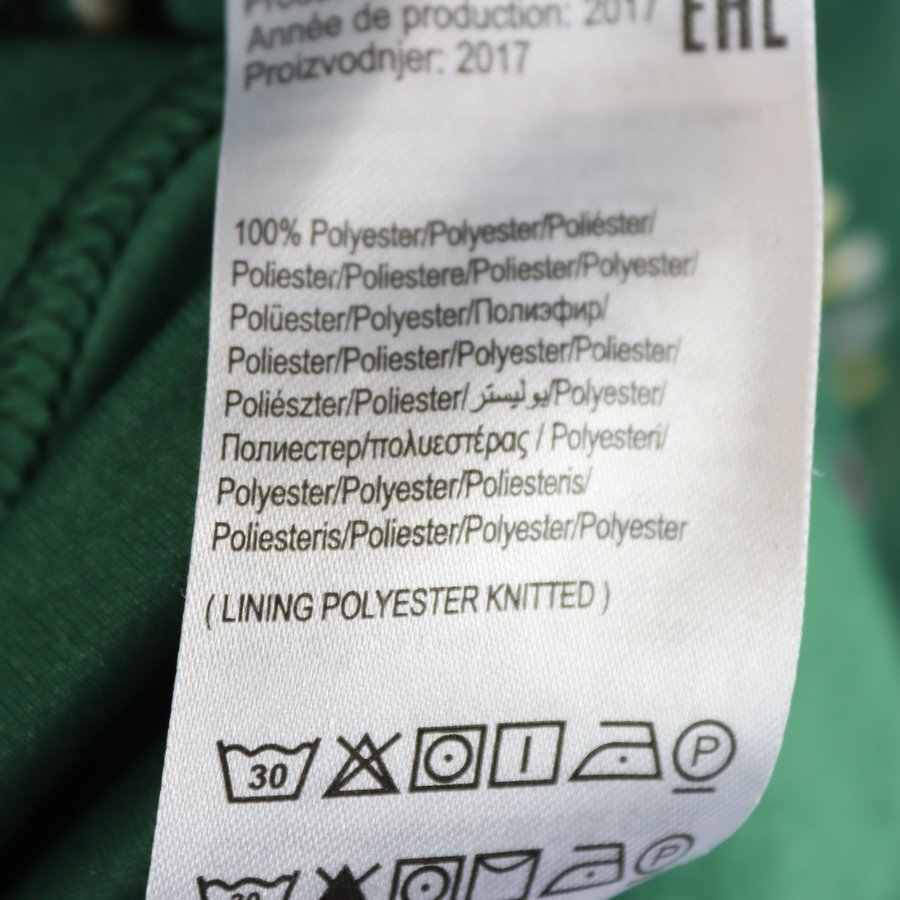 Année de production: 2017
EAC
Proizvodnjer: 2017
100% Polyester/Polyester/Poliéster/
Poliester/Poliestere/Poliester/Polyester/
Polüester/Polyester/Полиэфир/
Poliester/Poliester/Polyester/Poliester/
Poliészter/Poliester/يوليستر/Polyester/
Полиестер/πολυεστέρας / Polyesteri/
Polyester/Polyester/Poliesteris/
Poliesteris/Poliester/Polyester/Polyester
( LINING POLYESTER KNITTED )
30
P
30
P